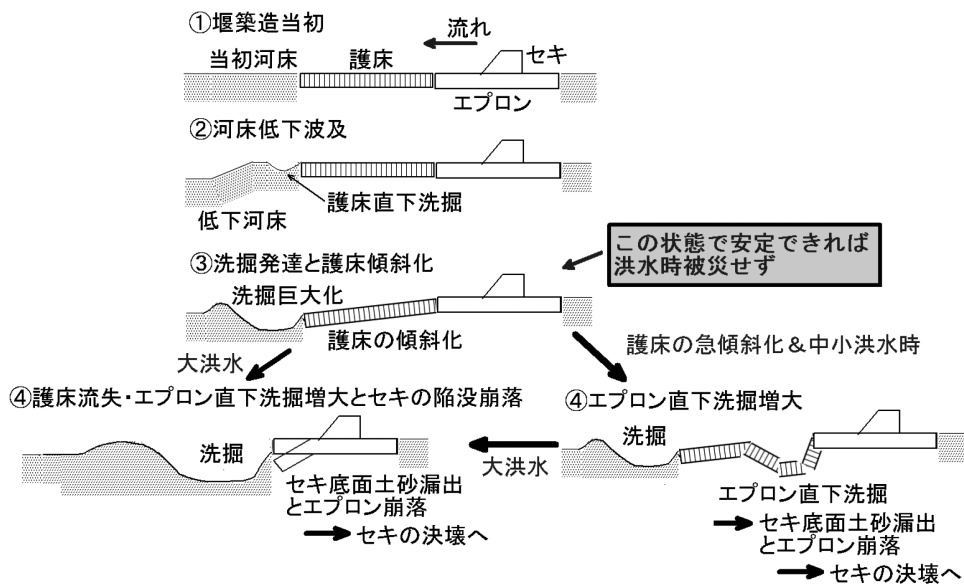 ①堰築造当初
流れ
セキ
当初河床
護床
エプロン
②河床低下波及
護床直下洗掘
低下河床
この状態で安定できれば
洪水時被災せず
③洗掘発達と護床傾斜化
洗掘巨大化
護床の傾斜化
大洪水
護床の急傾斜化＆中小洪水時
④護床流失・エプロン直下洗掘増大とセキの陥没崩落
洗掘
セキ底面土砂漏出
とエプロン崩落
セキの決壊へ
大洪水
④エプロン直下洗掘増大
洗掘
エプロン直下洗掘
セキ底面土砂漏出
とエプロン崩落
セキの決壊へ